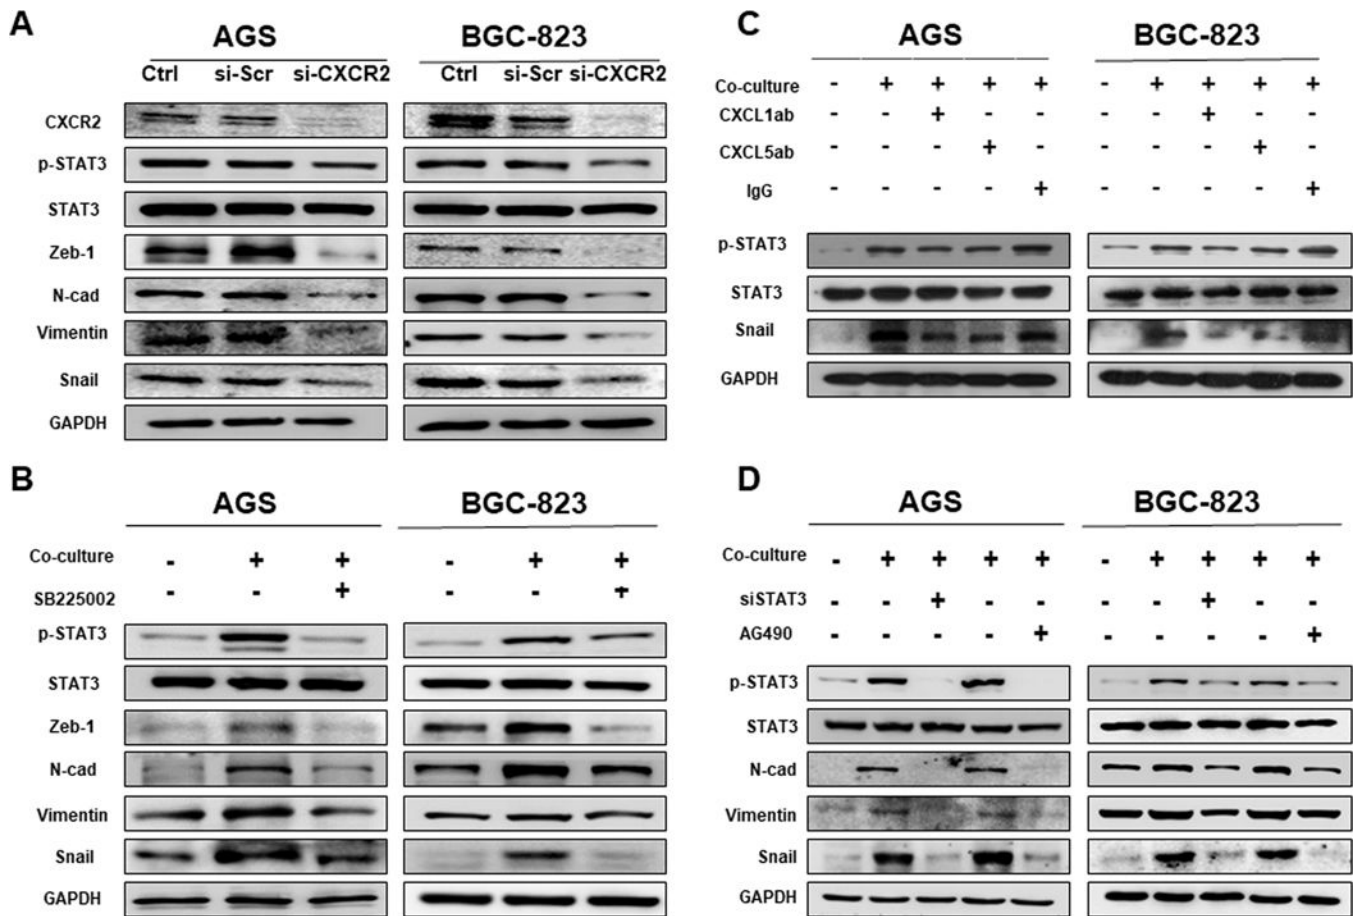 A
AGS BGC-823
Ctrl si-Scr si-CXCR2 Ctrl si-Scr si-CXCR2
CXCR2
p-STAT3
STAT3
Zeb-1
N-cad
Vimentin
Snail
GAPDH
B
AGS BGC-823
Co-culture - + + - + +
SB225002 - - + - - +
p-STAT3
STAT3
Zeb-1
N-cad
Vimentin
Snail
GAPDH
C
AGS BGC-823
Co-culture - + + + + - + + + +
CXCL1ab - - + - - - - + - -
CXCL5ab - - - + - - - - + -
IgG - - - - + - - - - +
p-STAT3
STAT3
Snail
GAPDH
D
AGS BGC-823
Co-culture - + + + + - + + + +
siSTAT3 - - + - - - - + - -
AG490 - - - - + - - - - +
p-STAT3
STAT3
N-cad
Vimentin
Snail
GAPDH